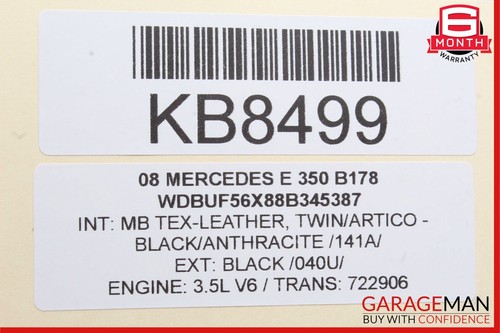 6
MONTH
WARRANTY
KB8499
08 MERCEDES E 350 B178
WDBUF56X88B345387
INT: MB TEX-LEATHER, TWIN/ARTICO -
BLACK/ANTHRACITE /141A/
EXT: BLACK /040U/
ENGINE: 3.5L V6 / TRANS: 722906
GARAGEMAN
BUY WITH CONFIDENCE